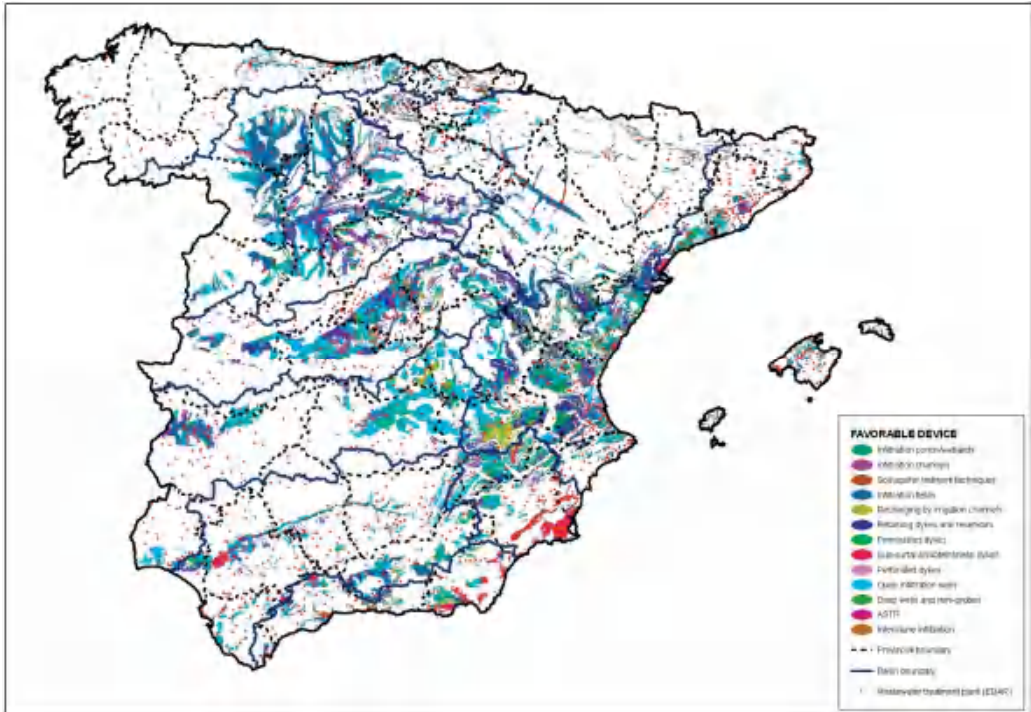 FAVORABLE DEVICE
Infiltration ponds/wetlands
Infiltration channels
Soil aquifer treatment techniques
Infiltration fields
Recharging by irrigation channels
Retaining dykes and reservoirs
Permeable dykes
Sub-surface/underground dykes
Perforated dykes
Open infiltration wells
Deep wells and mini-probes
ASTR
Interdune infiltration
Provincial boundary
Basin boundary
Wastewater treatment plant (EDAR)